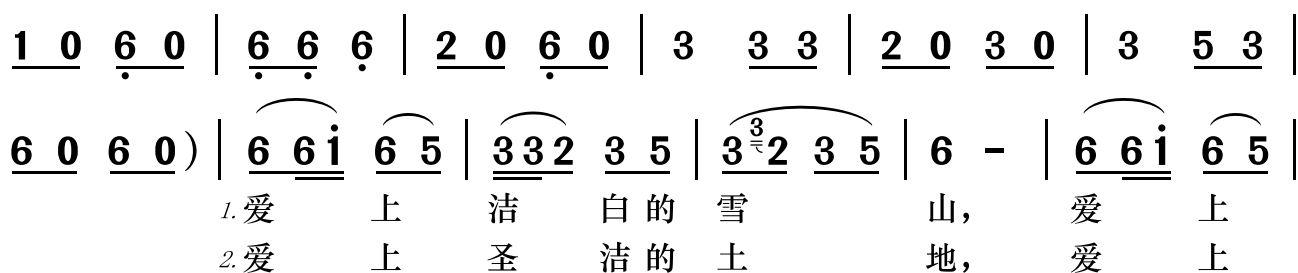 1 0 6 0 | 6 6 6 | 2 0 6 0 | 3 3 3 | 2 0 3 0 | 3 5 3 |
6 0 6 0 ) | 6 6 1 6 5 | 3 3 2 3 5 | 3 3 2 3 5 | 6 - | 6 6 1 6 5 |
1. 爱 上 洁 白 的 雪 山， 爱 上
2. 爱 上 圣 洁 的 土 地， 爱 上